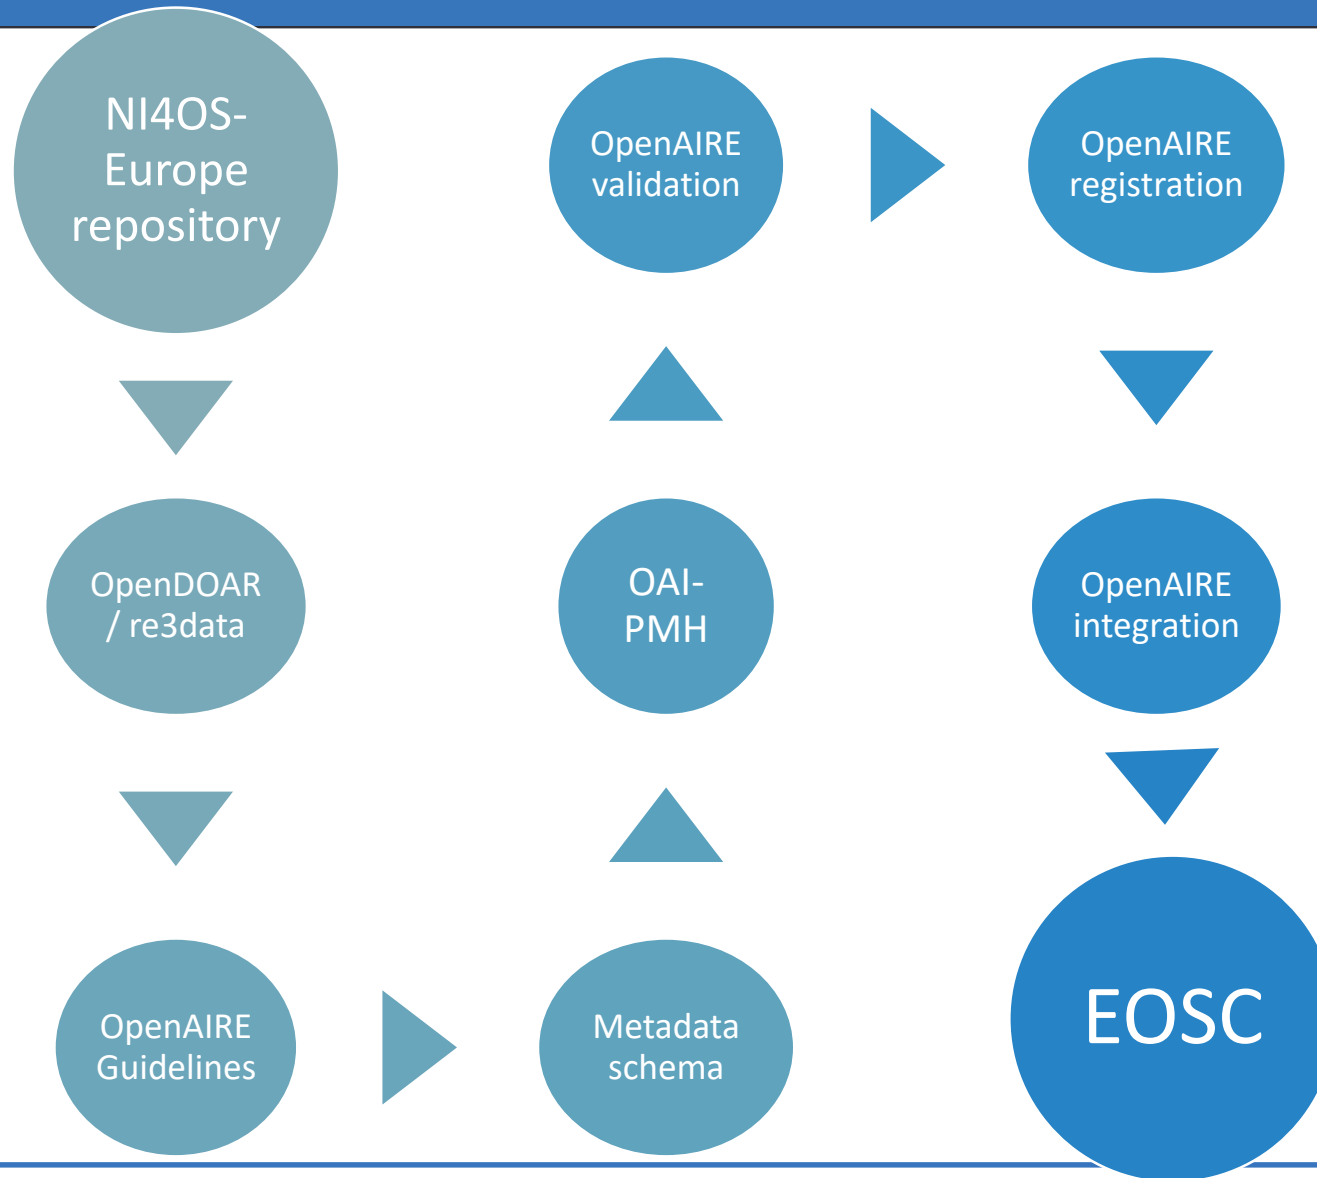 NI4OS-
Europe
repository
OpenDOAR
/ re3data
OpenAIRE
Guidelines
Metadata
schema
OAI-
PMH
OpenAIRE
validation
OpenAIRE
registration
OpenAIRE
integration
EOSC